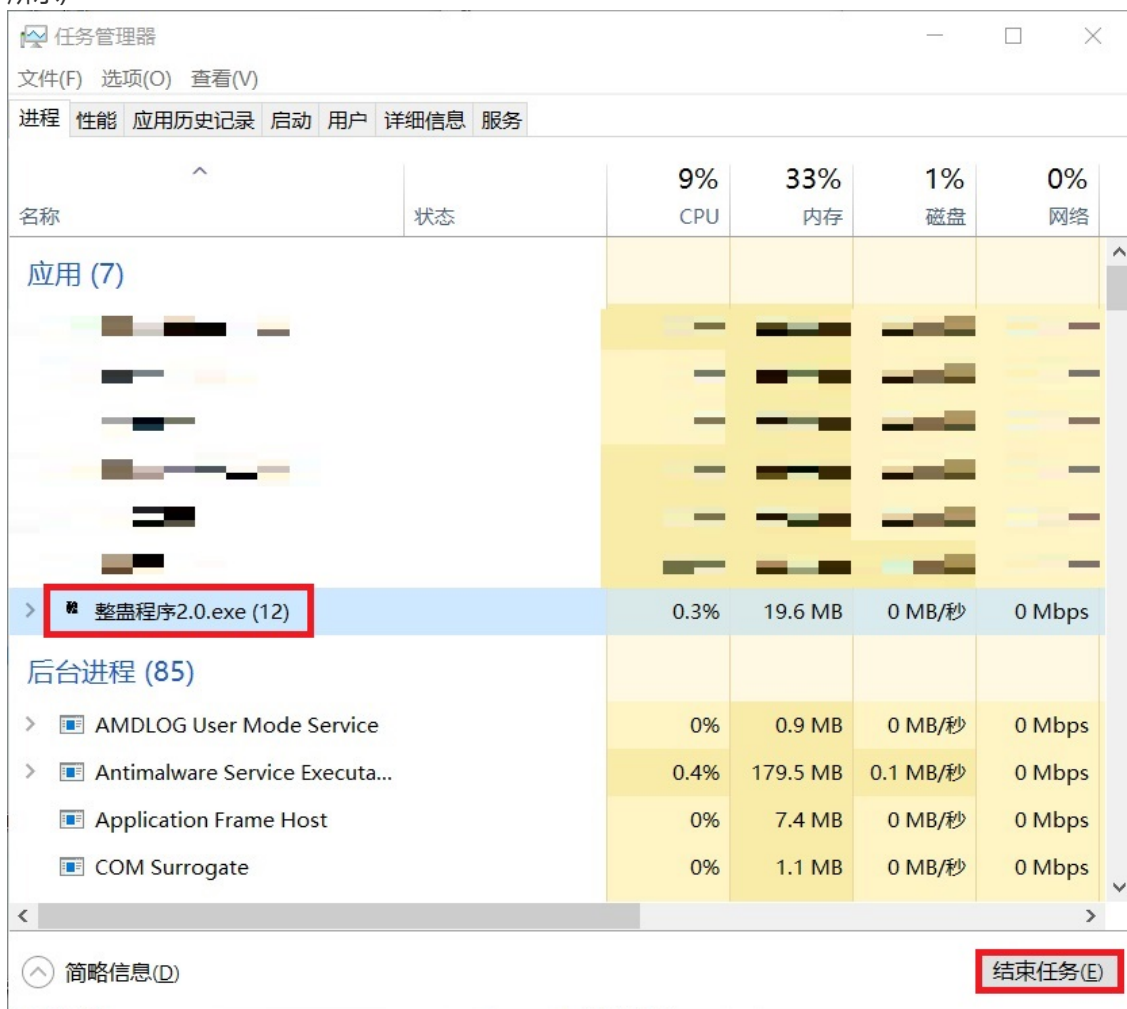 任务管理器
文件(F) 选项(O) 查看(V)
进程 性能 应用历史记录 启动 用户 详细信息 服务
9% 33% 1% 0%
名称 状态 CPU 内存 磁盘 网络
应用 (7)
整蛊程序2.0.exe (12) 0.3% 19.6 MB 0 MB/秒 0 Mbps
后台进程 (85)
AMDLOG User Mode Service 0% 0.9 MB 0 MB/秒 0 Mbps
Antimalware Service Executa... 0.4% 179.5 MB 0.1 MB/秒 0 Mbps
Application Frame Host 0% 7.4 MB 0 MB/秒 0 Mbps
COM Surrogate 0% 1.1 MB 0 MB/秒 0 Mbps
简略信息(D) 结束任务(E)